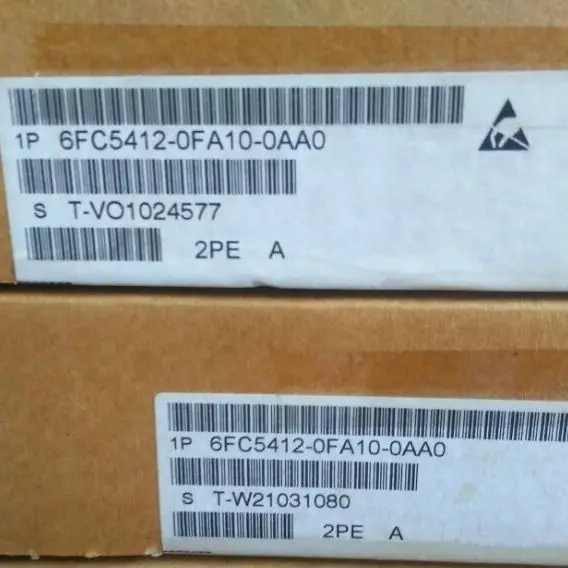 1P 6FC5412-0FA10-0AA0
S T-VO1024577
2PE A
1P 6FC5412-0FA10-0AA0
S T-W21031080
2PE A